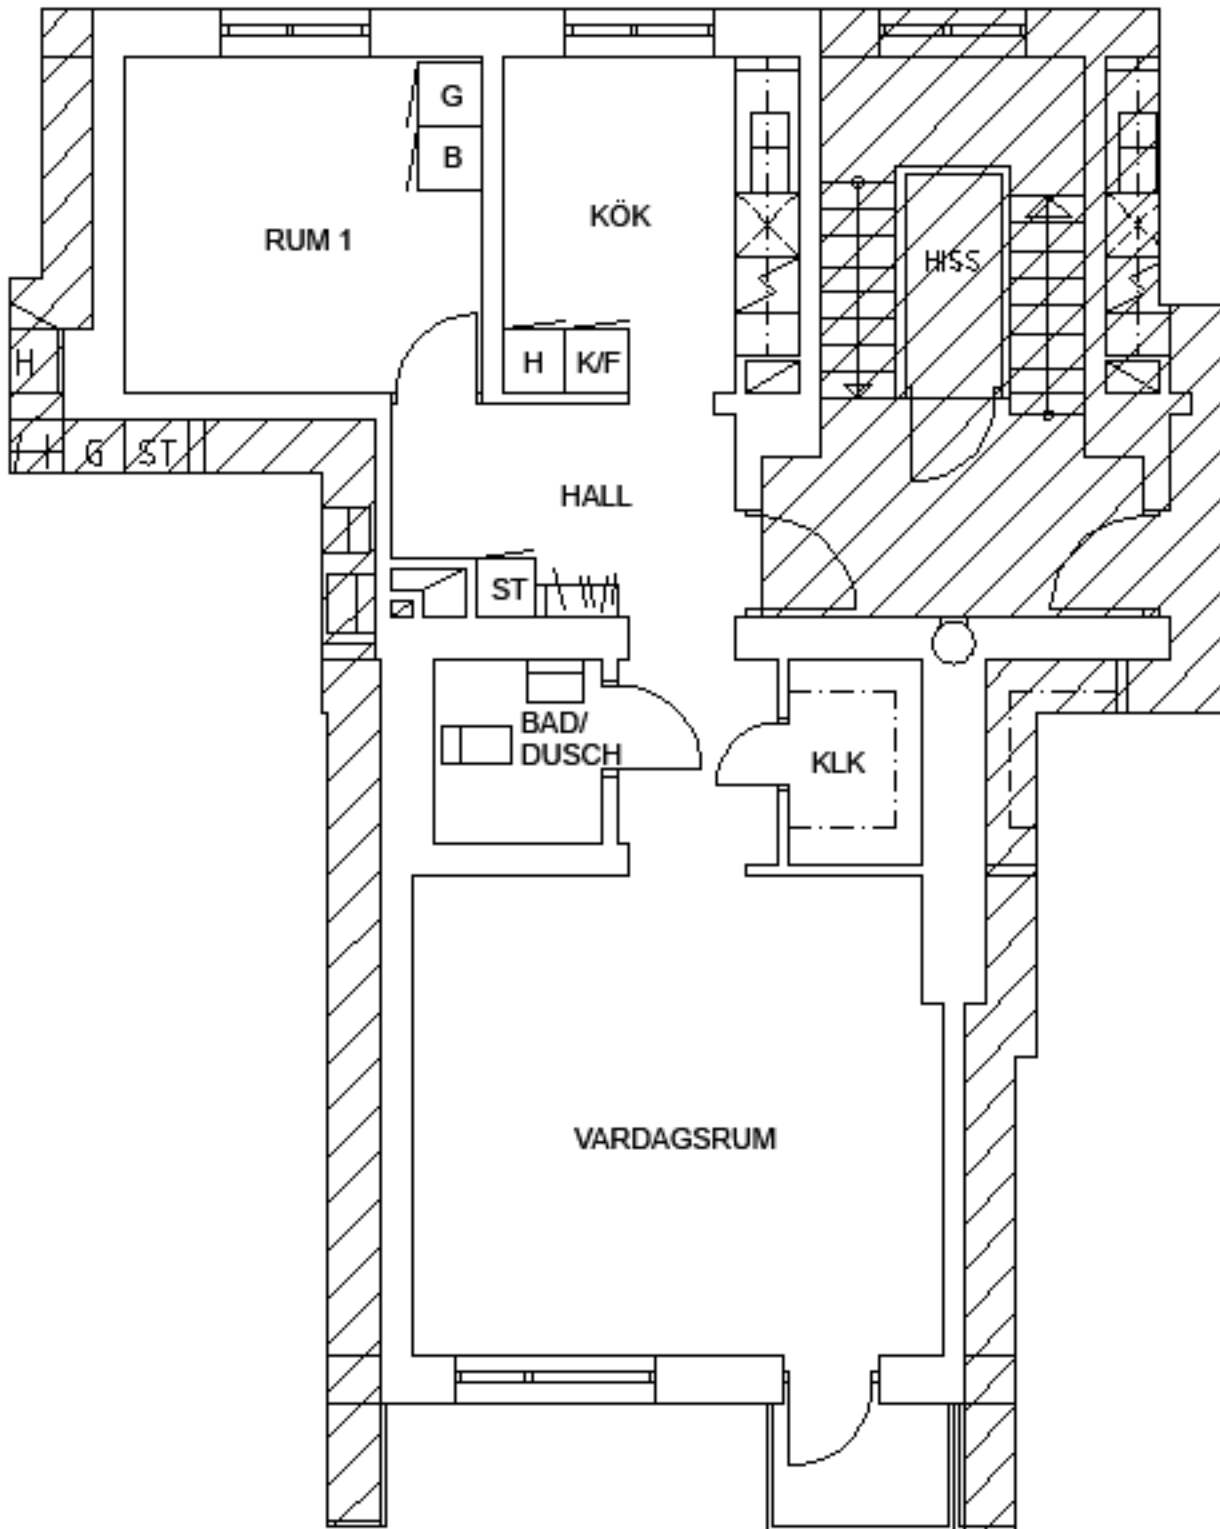 G
B
RUM 1
KÖK
HISS
H
H
K/F
G
ST
HALL
ST
BAD/
DUSCH
KLK
VARDAGSRUM